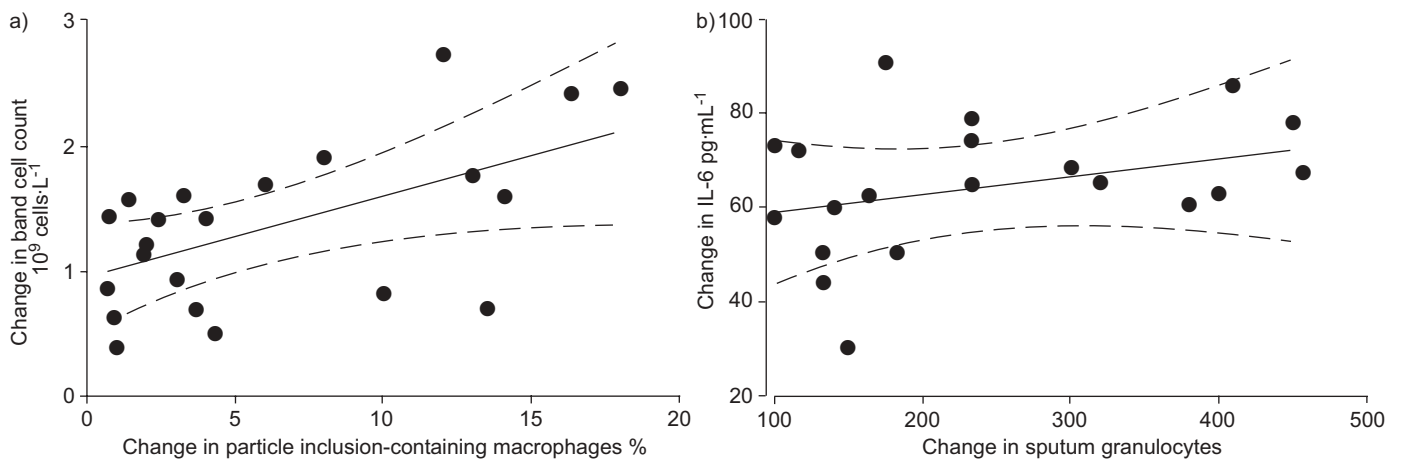 a)
3
2
1
0
Change in band cell count
10⁹ cells·L⁻¹
0 5 10 15 20
Change in particle inclusion-containing macrophages %
b)
100
80
60
40
20
Change in IL-6 pg·mL⁻¹
100 200 300 400 500
Change in sputum granulocytes